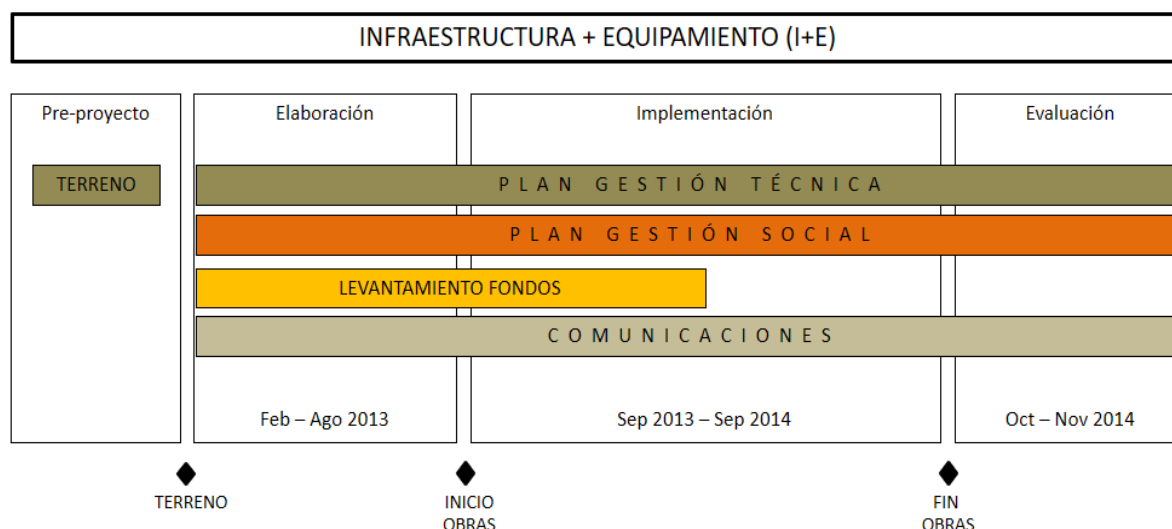 INFRAESTRUCTURA + EQUIPAMIENTO (I+E)
Pre-proyecto
Elaboración
Implementación
Evaluación
TERRENO
PLAN GESTIÓN TÉCNICA
PLAN GESTIÓN SOCIAL
LEVANTAMIENTO FONDOS
COMUNICACIONES
Feb – Ago 2013
Sep 2013 – Sep 2014
Oct – Nov 2014
TERRENO
INICIO
OBRAS
FIN
OBRAS